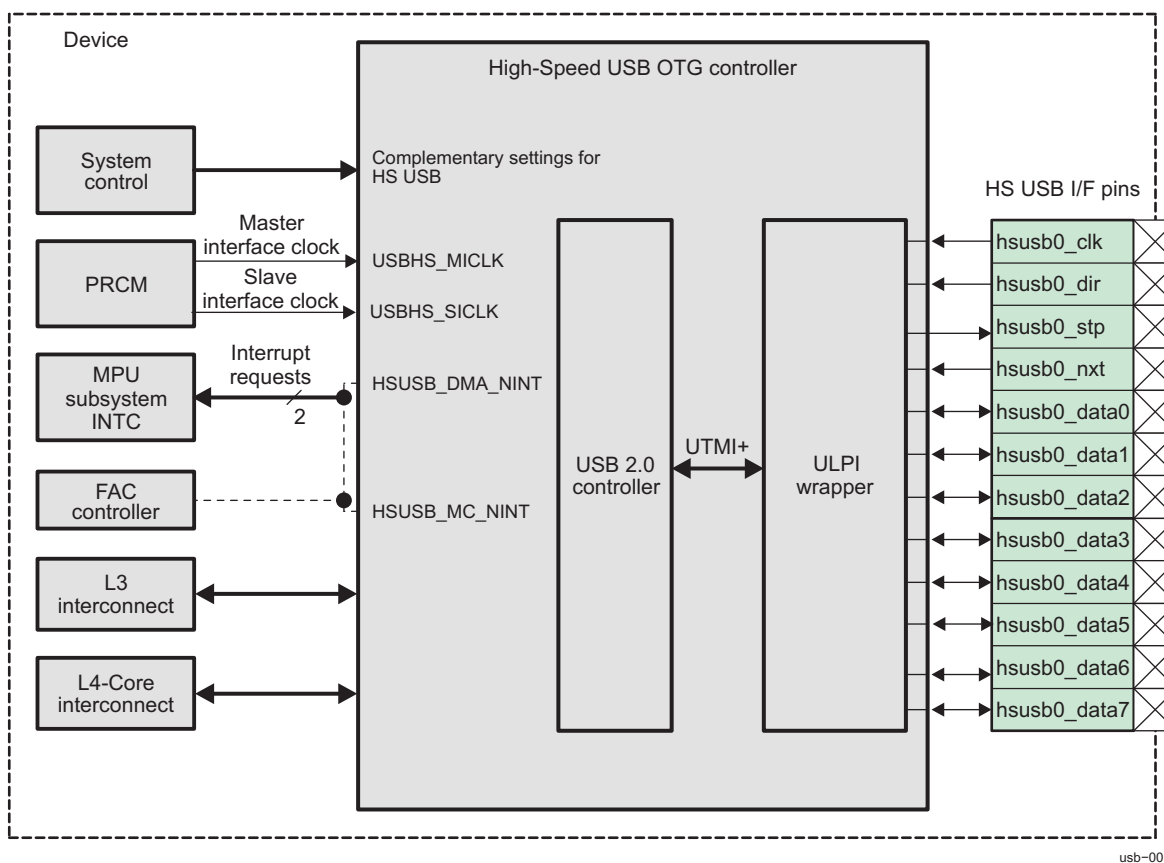 Device
High-Speed USB OTG controller
System
control
Complementary settings for
HS USB
HS USB I/F pins
Master
interface clock
PRCM
USBHS_MICLK
Slave
interface clock
USBHS_SICLK
MPU
subsystem
INTC
Interrupt
requests
2
HSUSB_DMA_NINT
FAC
controller
HSUSB_MC_NINT
L3
interconnect
L4-Core
interconnect
USB 2.0
controller
UTMI+
ULPI
wrapper
hsusb0_clk
hsusb0_dir
hsusb0_stp
hsusb0_nxt
hsusb0_data0
hsusb0_data1
hsusb0_data2
hsusb0_data3
hsusb0_data4
hsusb0_data5
hsusb0_data6
hsusb0_data7
usb−00